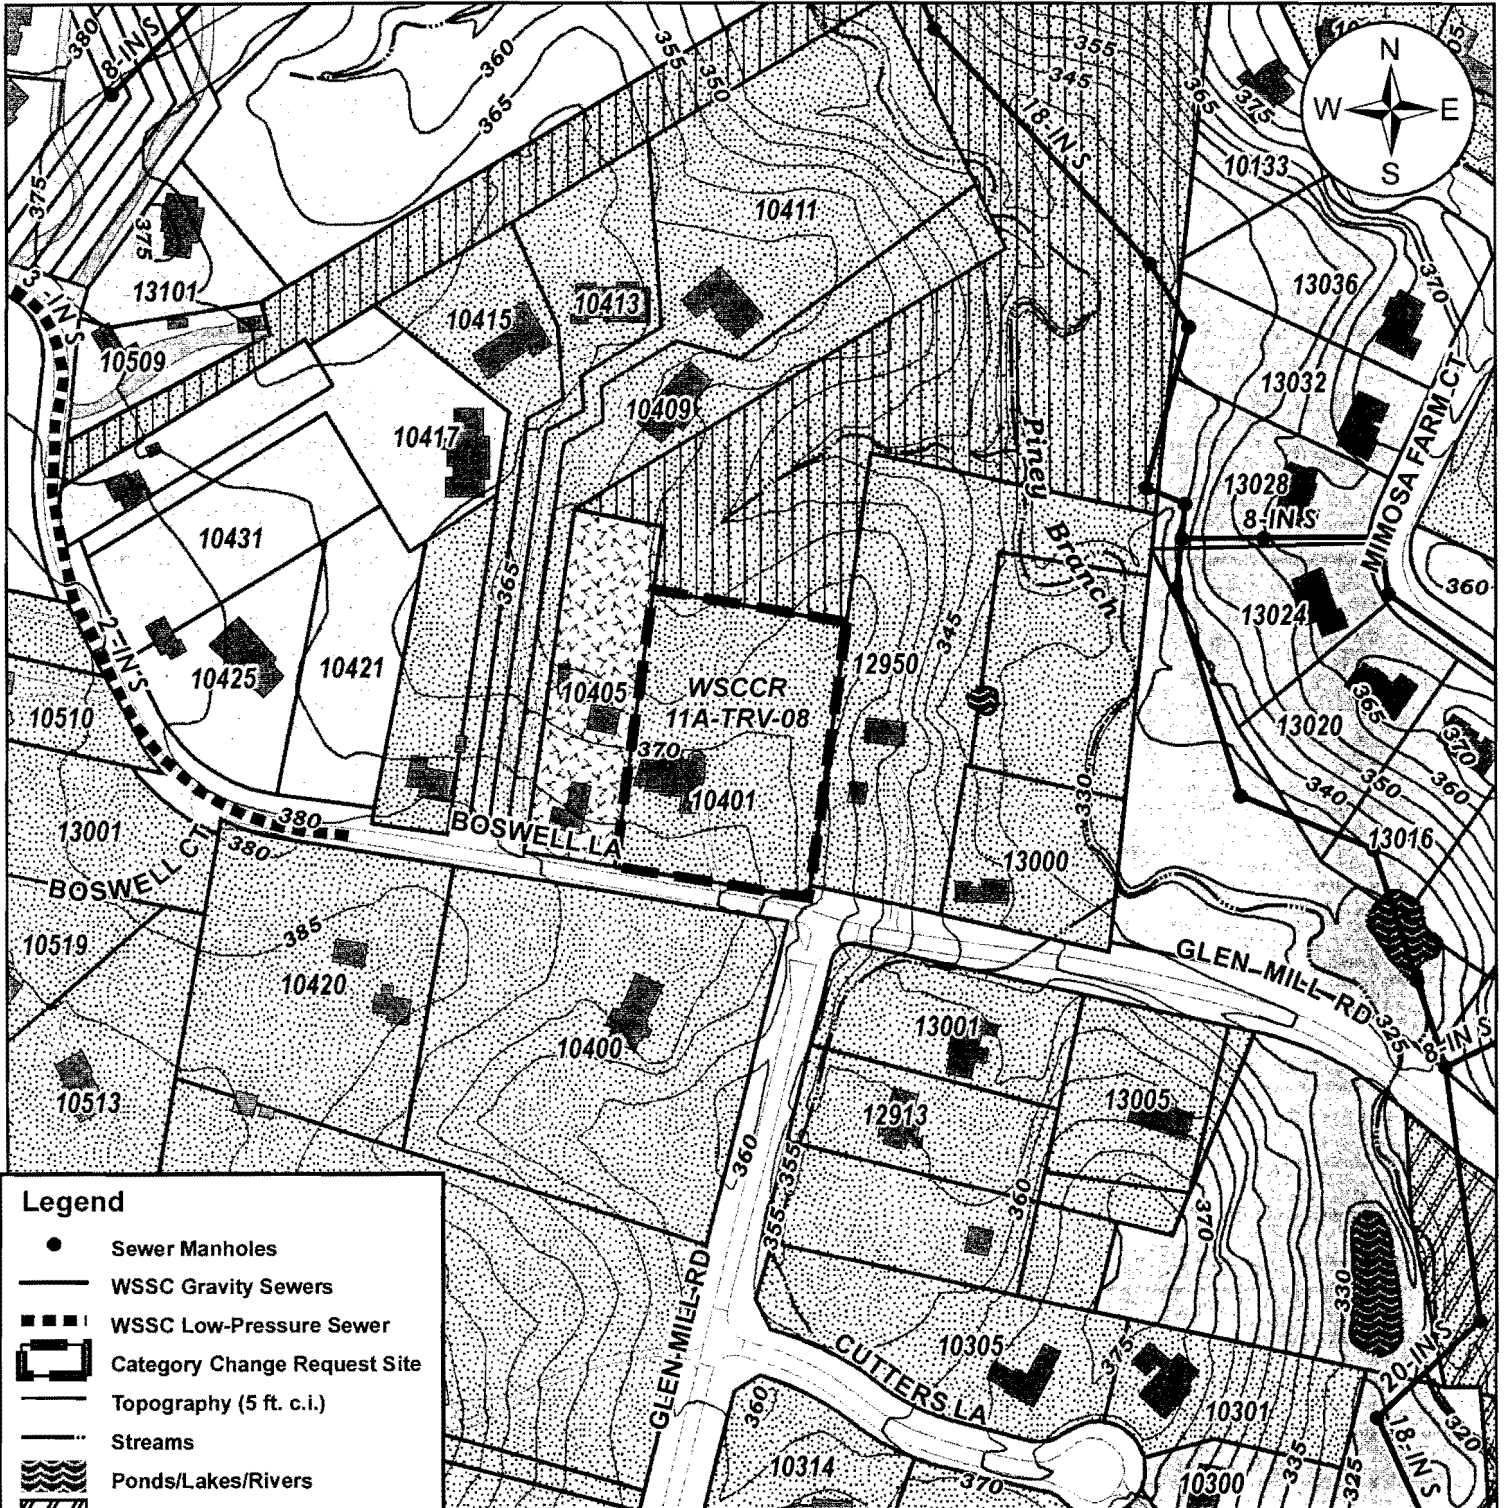 380
8-IN S
360
365
355
350
355
345
18-IN S
365
375
N
W
E
S
10133
375
375
13101
3-IN S
10509
10415
10413
10411
13036
370
10417
10409
13032
Piney
Branch
13028
8-IN S
MIMOSA FARM CT
360
10431
365
2-IN S
10425
10421
10405
WSCCR
11A-TRV-08
370
10401
12950
345
13024
13020
365
370
10510
13001
BOSWELL CT
380
380
BOSWELL LA
330
13000
340
350
360
13016
10519
385
10420
10400
13001
GLEN MILL RD
325
8-IN S
10513
12913
13005
360
355
355
360
370
330
GLEN MILL RD
CUTTERS LA
10305
375
10301
20-IN S
360
10314
370
10300
335
325
18-IN S
320
Legend
Sewer Manholes
WSSC Gravity Sewers
WSSC Low-Pressure Sewer
Category Change Request Site
Topography (5 ft. c.i.)
Streams
Ponds/Lakes/Rivers